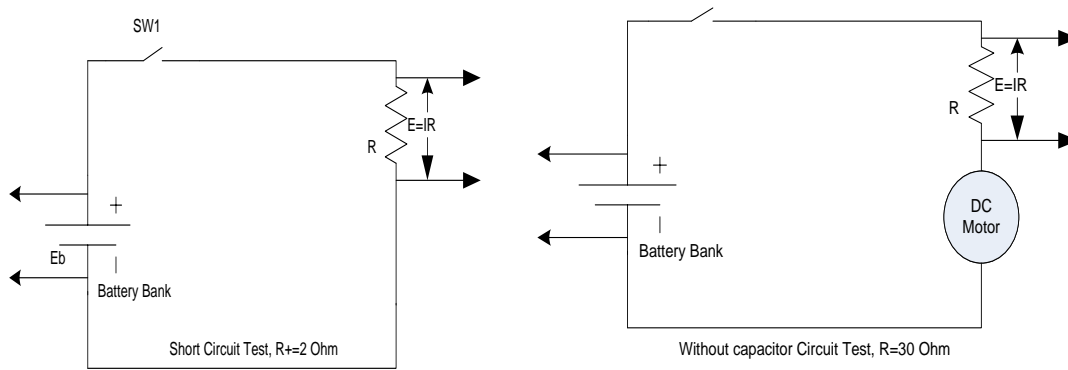 SW1
R
E=IR
+
Eb
Battery Bank
Short Circuit Test, R+=2 Ohm
R
E=IR
+
DC
Motor
Battery Bank
Without capacitor Circuit Test, R=30 Ohm